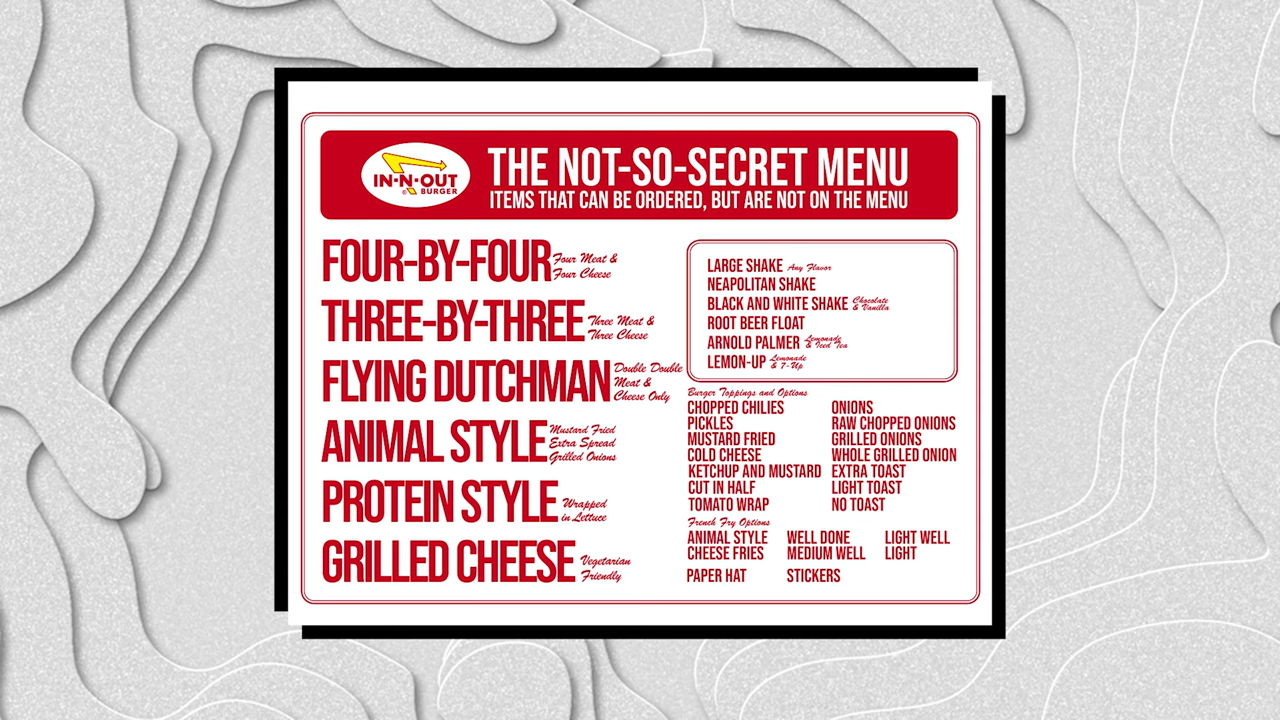 IN-N-OUT
® BURGER
THE NOT-SO-SECRET MENU
ITEMS THAT CAN BE ORDERED, BUT ARE NOT ON THE MENU
FOUR-BY-FOUR Four Meat &
Four Cheese
THREE-BY-THREE Three Meat &
Three Cheese
FLYING DUTCHMAN Double Double
Meat &
Cheese Only
ANIMAL STYLE Mustard Fried
Extra Spread
Grilled Onions
PROTEIN STYLE Wrapped
in Lettuce
GRILLED CHEESE Vegetarian
Friendly
LARGE SHAKE Any Flavor
NEAPOLITAN SHAKE
BLACK AND WHITE SHAKE Chocolate
& Vanilla
ROOT BEER FLOAT
ARNOLD PALMER Lemonade
& Iced Tea
LEMON-UP Lemonade
& 7-Up
Burger Toppings and Options
CHOPPED CHILIES ONIONS
PICKLES RAW CHOPPED ONIONS
MUSTARD FRIED GRILLED ONIONS
COLD CHEESE WHOLE GRILLED ONION
KETCHUP AND MUSTARD EXTRA TOAST
CUT IN HALF LIGHT TOAST
TOMATO WRAP NO TOAST
French Fry Options
ANIMAL STYLE WELL DONE LIGHT WELL
CHEESE FRIES MEDIUM WELL LIGHT
PAPER HAT STICKERS